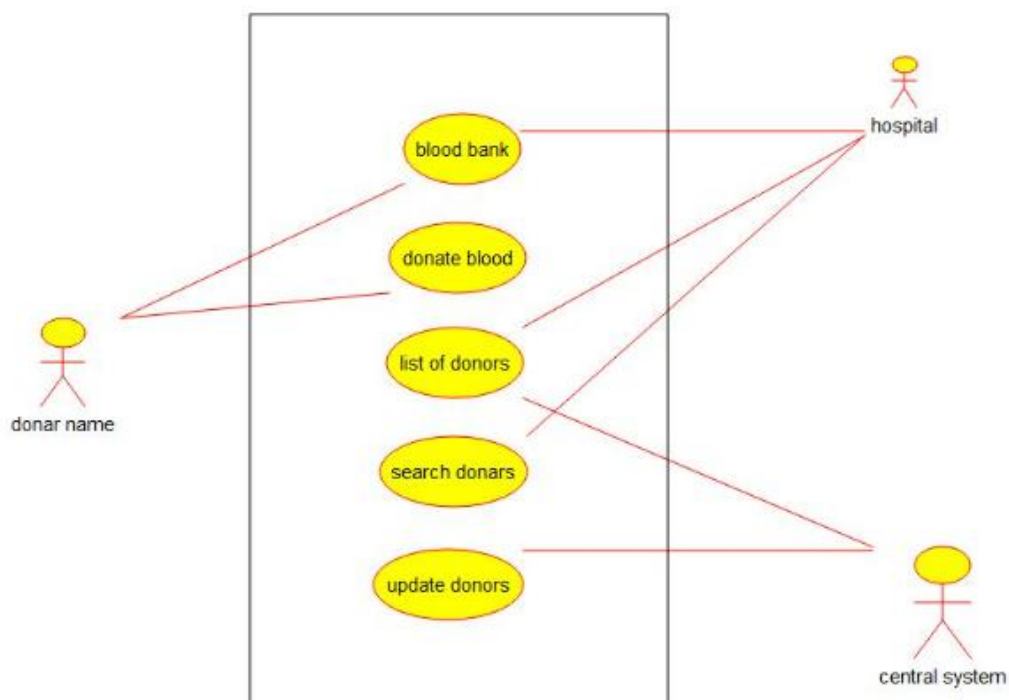 hospital
blood bank
donate blood
list of donors
donar name
search donars
update donors
central system